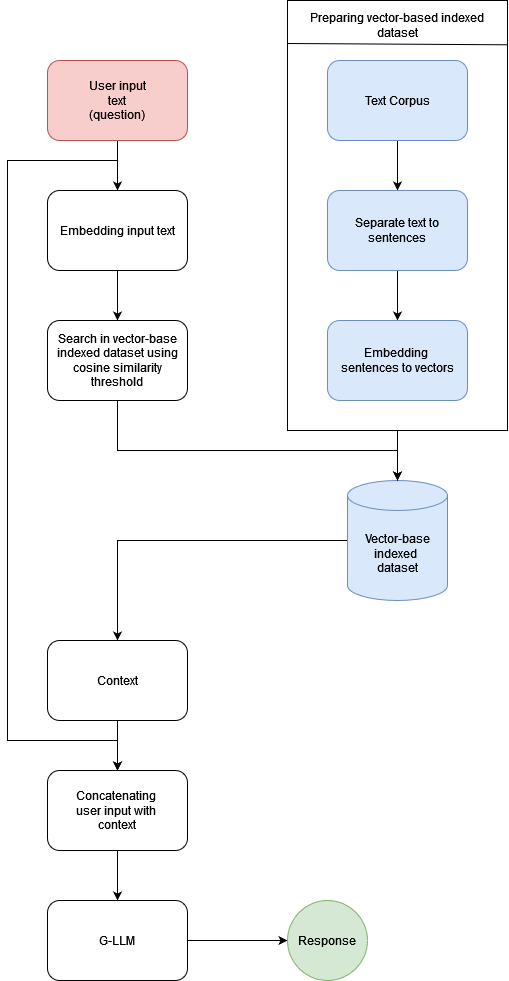 Preparing vector-based indexed
dataset
User input
text
(question)
Text Corpus
Embedding input text
Separate text to
sentences
Search in vector-base
indexed dataset using
cosine similarity
threshold
Embedding
sentences to vectors
Vector-base
indexed
dataset
Context
Concatenating
user input with
context
G-LLM
Response